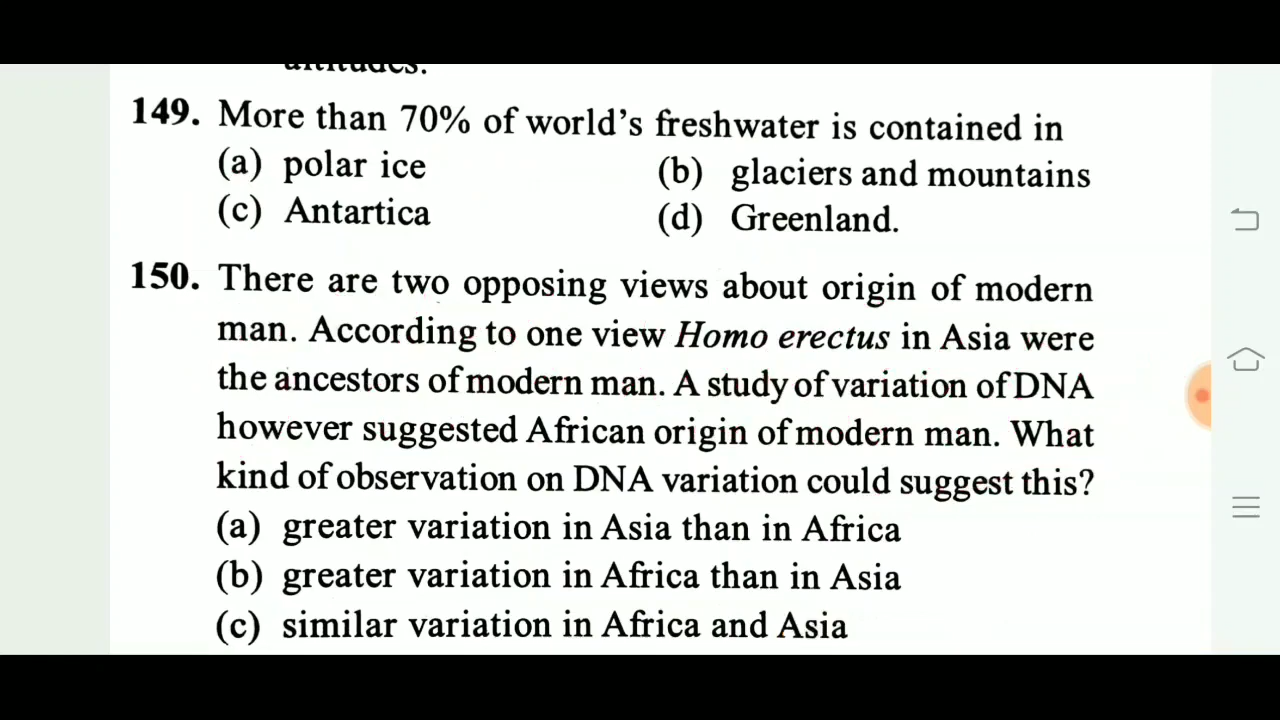 149. More than 70% of world’s freshwater is contained in
(a) polar ice (b) glaciers and mountains
(c) Antartica (d) Greenland.
150. There are two opposing views about origin of modern
man. According to one view Homo erectus in Asia were
the ancestors of modern man. A study of variation of DNA
however suggested African origin of modern man. What
kind of observation on DNA variation could suggest this?
(a) greater variation in Asia than in Africa
(b) greater variation in Africa than in Asia
(c) similar variation in Africa and Asia